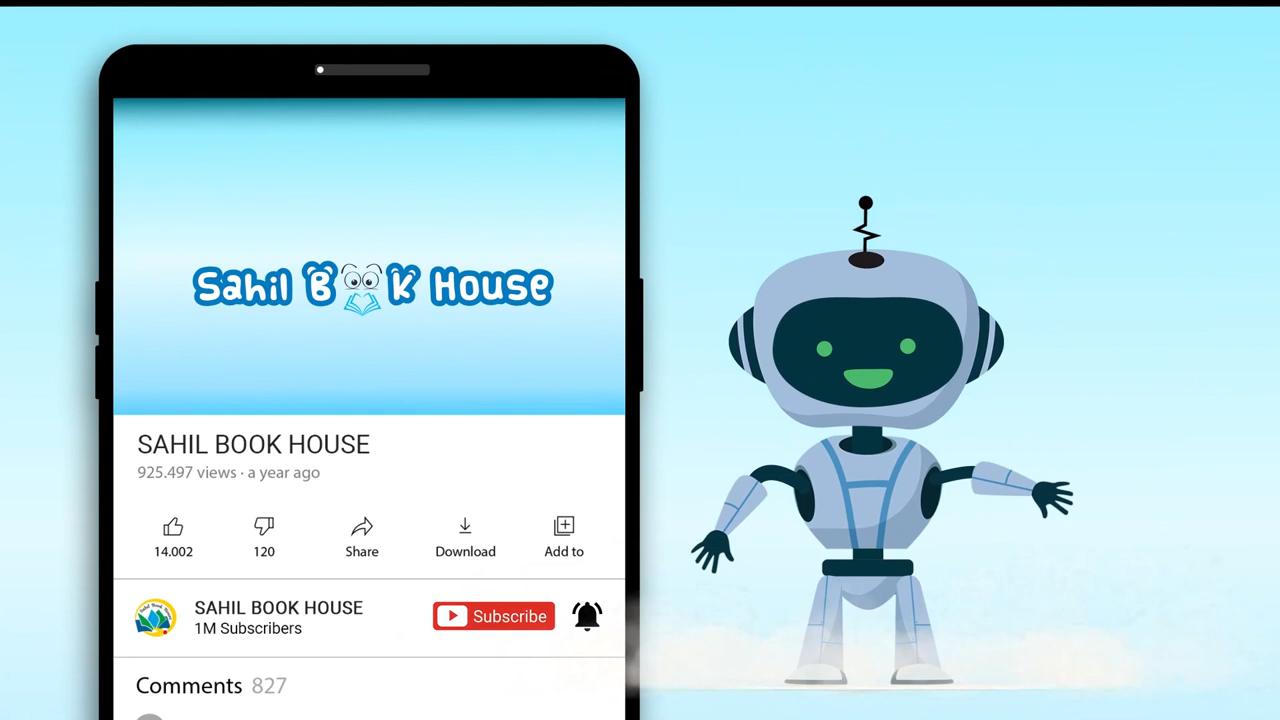 Sahil Book House
SAHIL BOOK HOUSE
925.497 views · a year ago
14.002
120
Share
Download
Add to
SAHIL BOOK HOUSE
1M Subscribers
Subscribe
Comments 827